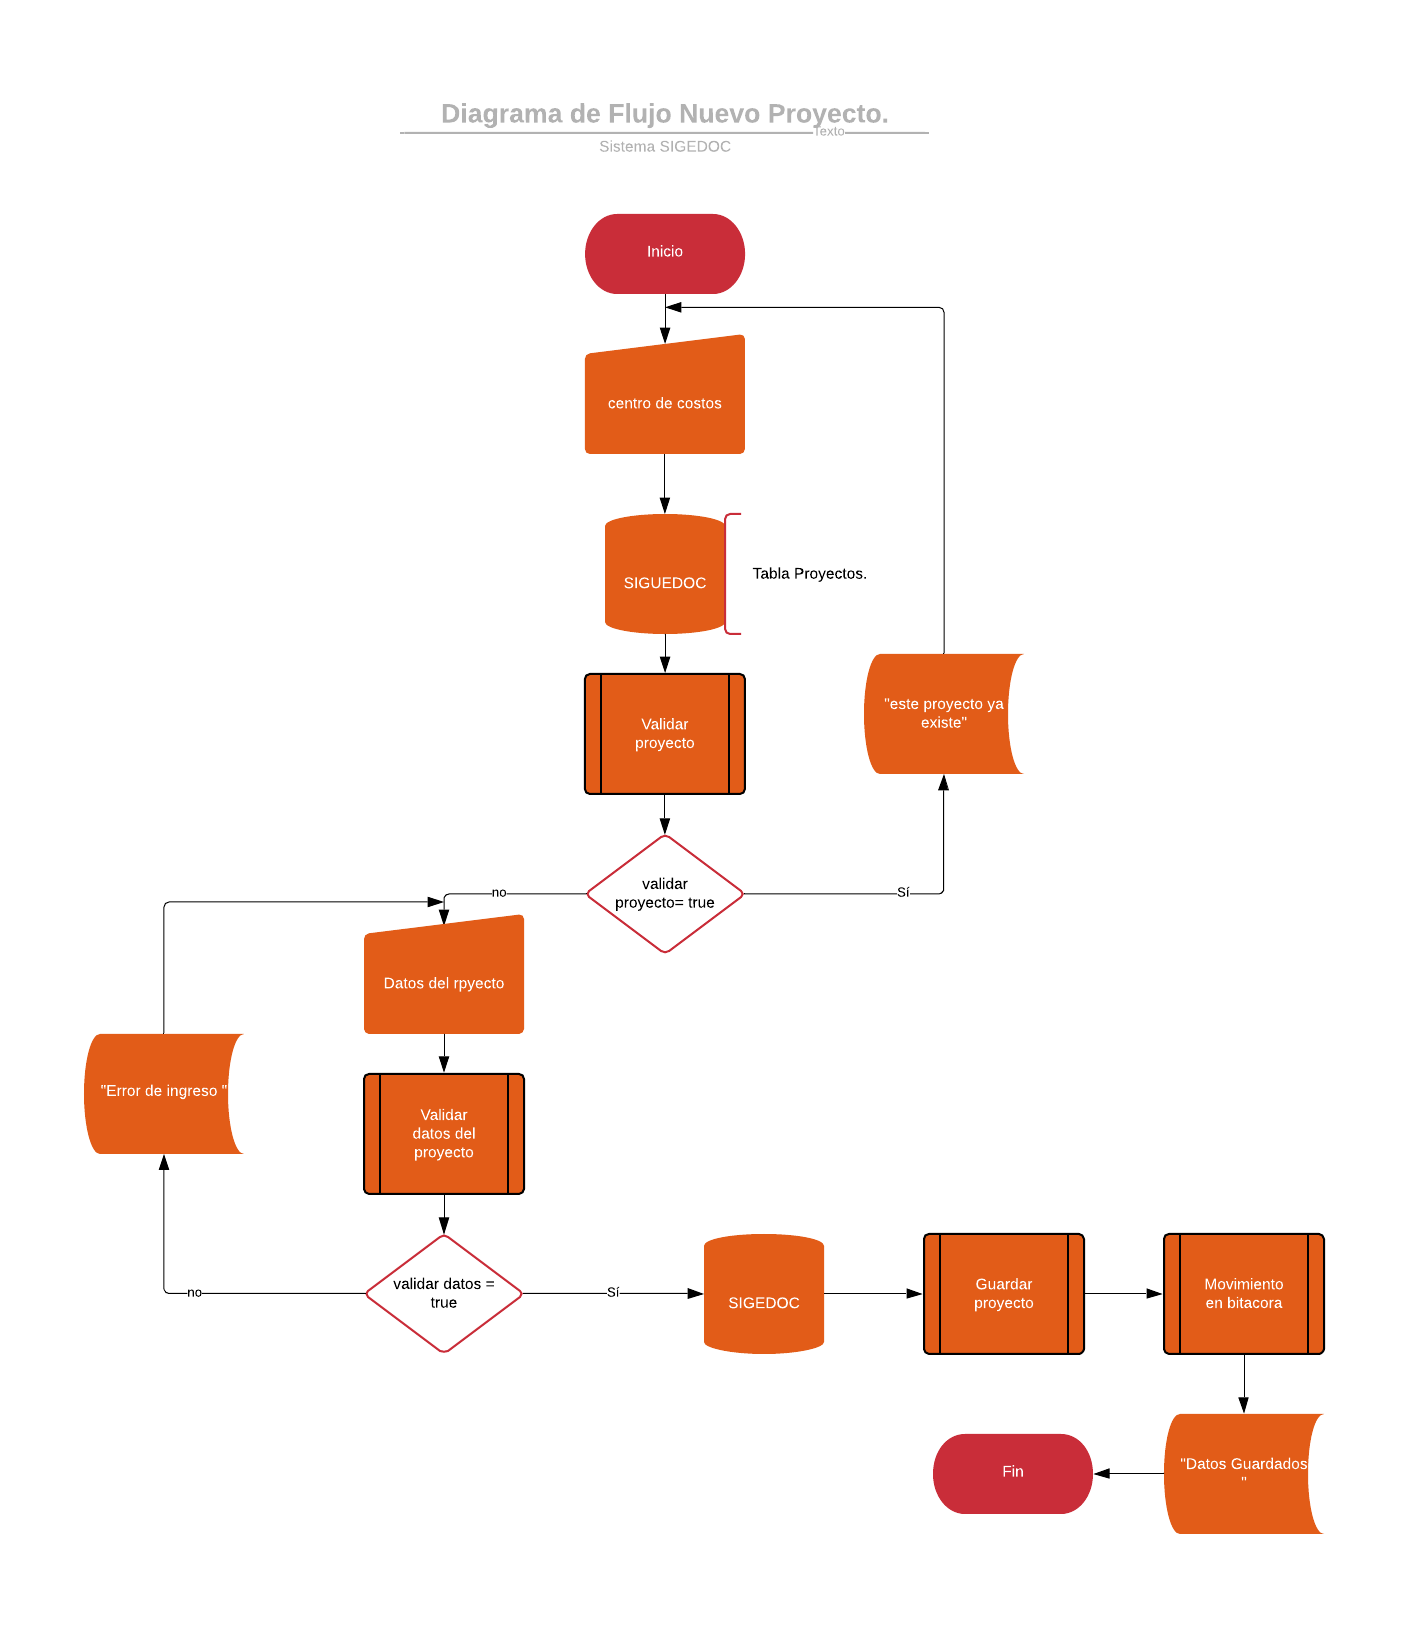 Diagrama de Flujo Nuevo Proyecto.
Texto
Sistema SIGEDOC
Inicio
centro de costos
SIGUEDOC
Tabla Proyectos.
Validar
proyecto
"este proyecto ya
existe"
validar
proyecto= true
no
Sí
Datos del rpyecto
"Error de ingreso "
Validar
datos del
proyecto
validar datos =
true
no
Sí
SIGEDOC
Guardar
proyecto
Movimiento
en bitacora
"Datos Guardados
"
Fin